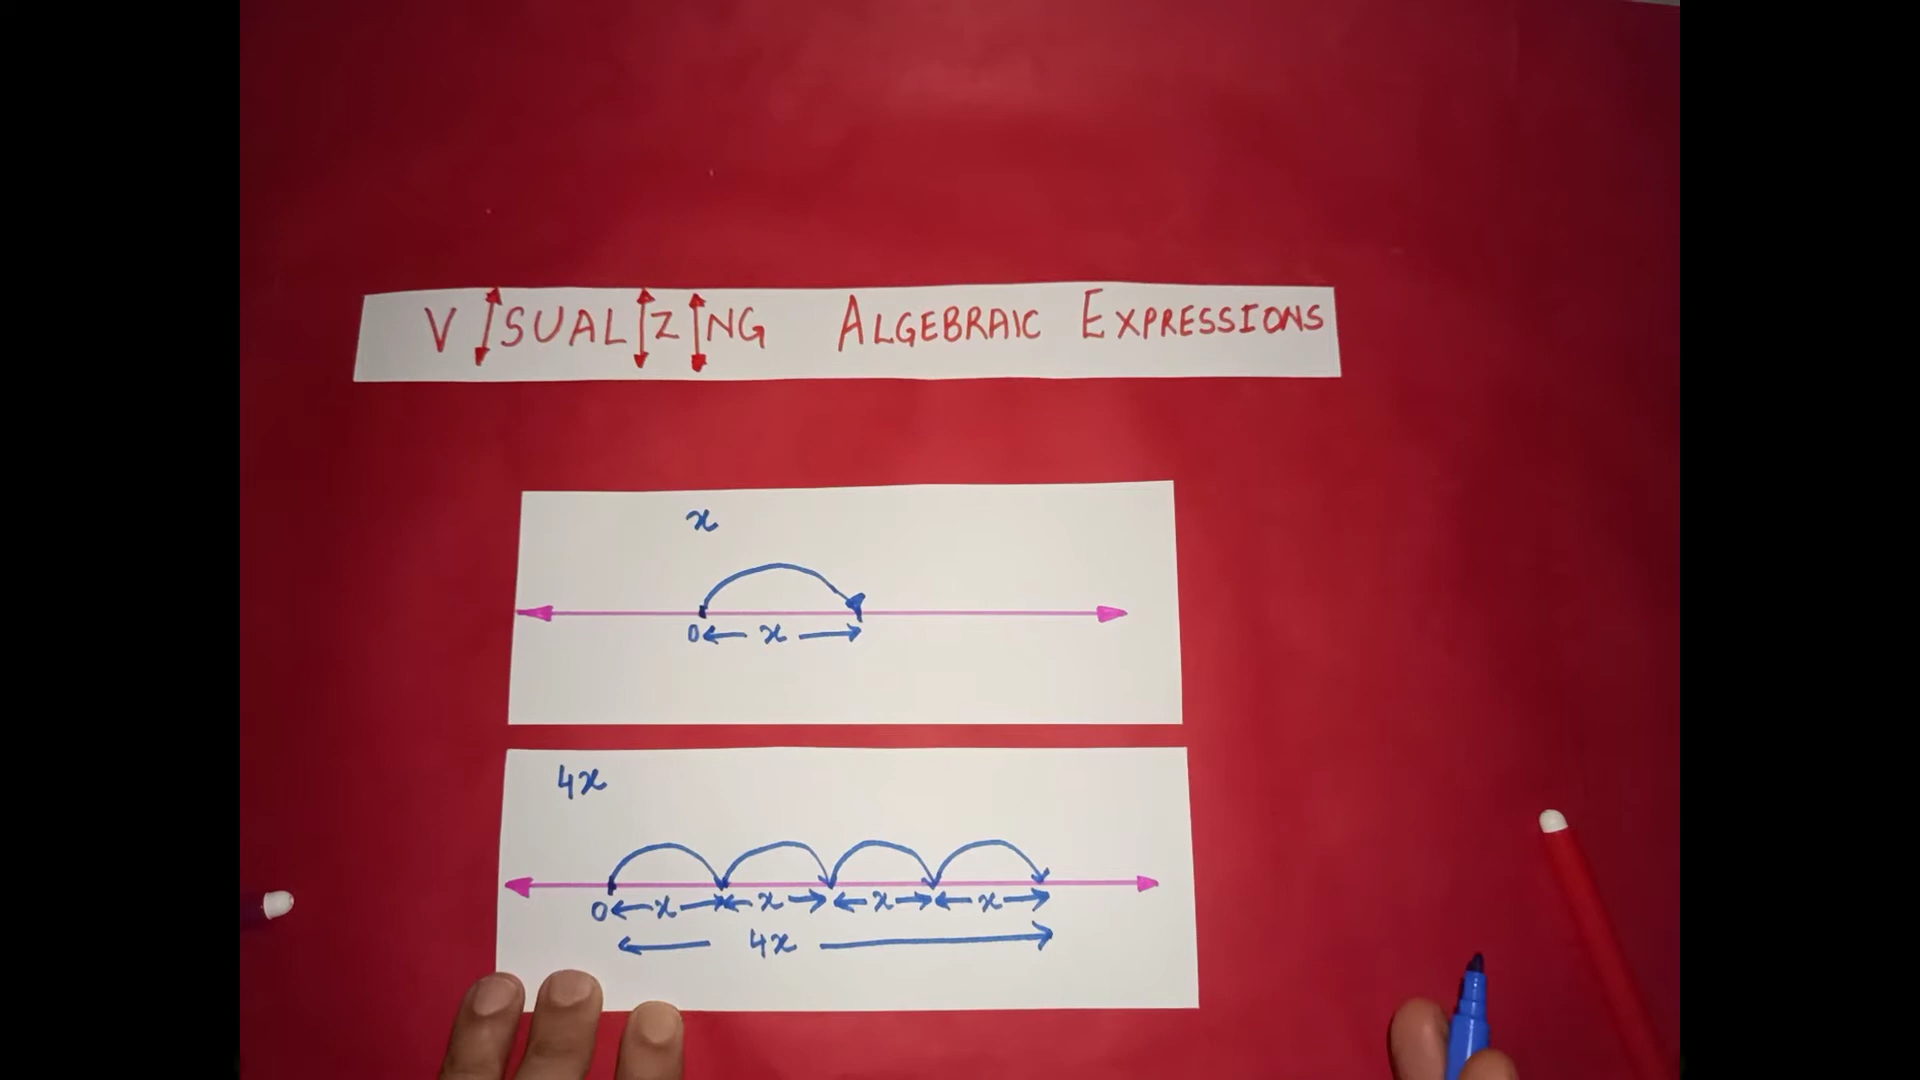 VISUALIZING ALGEBRAIC EXPRESSIONS
x
0 x
4x
0 x x x x
4x